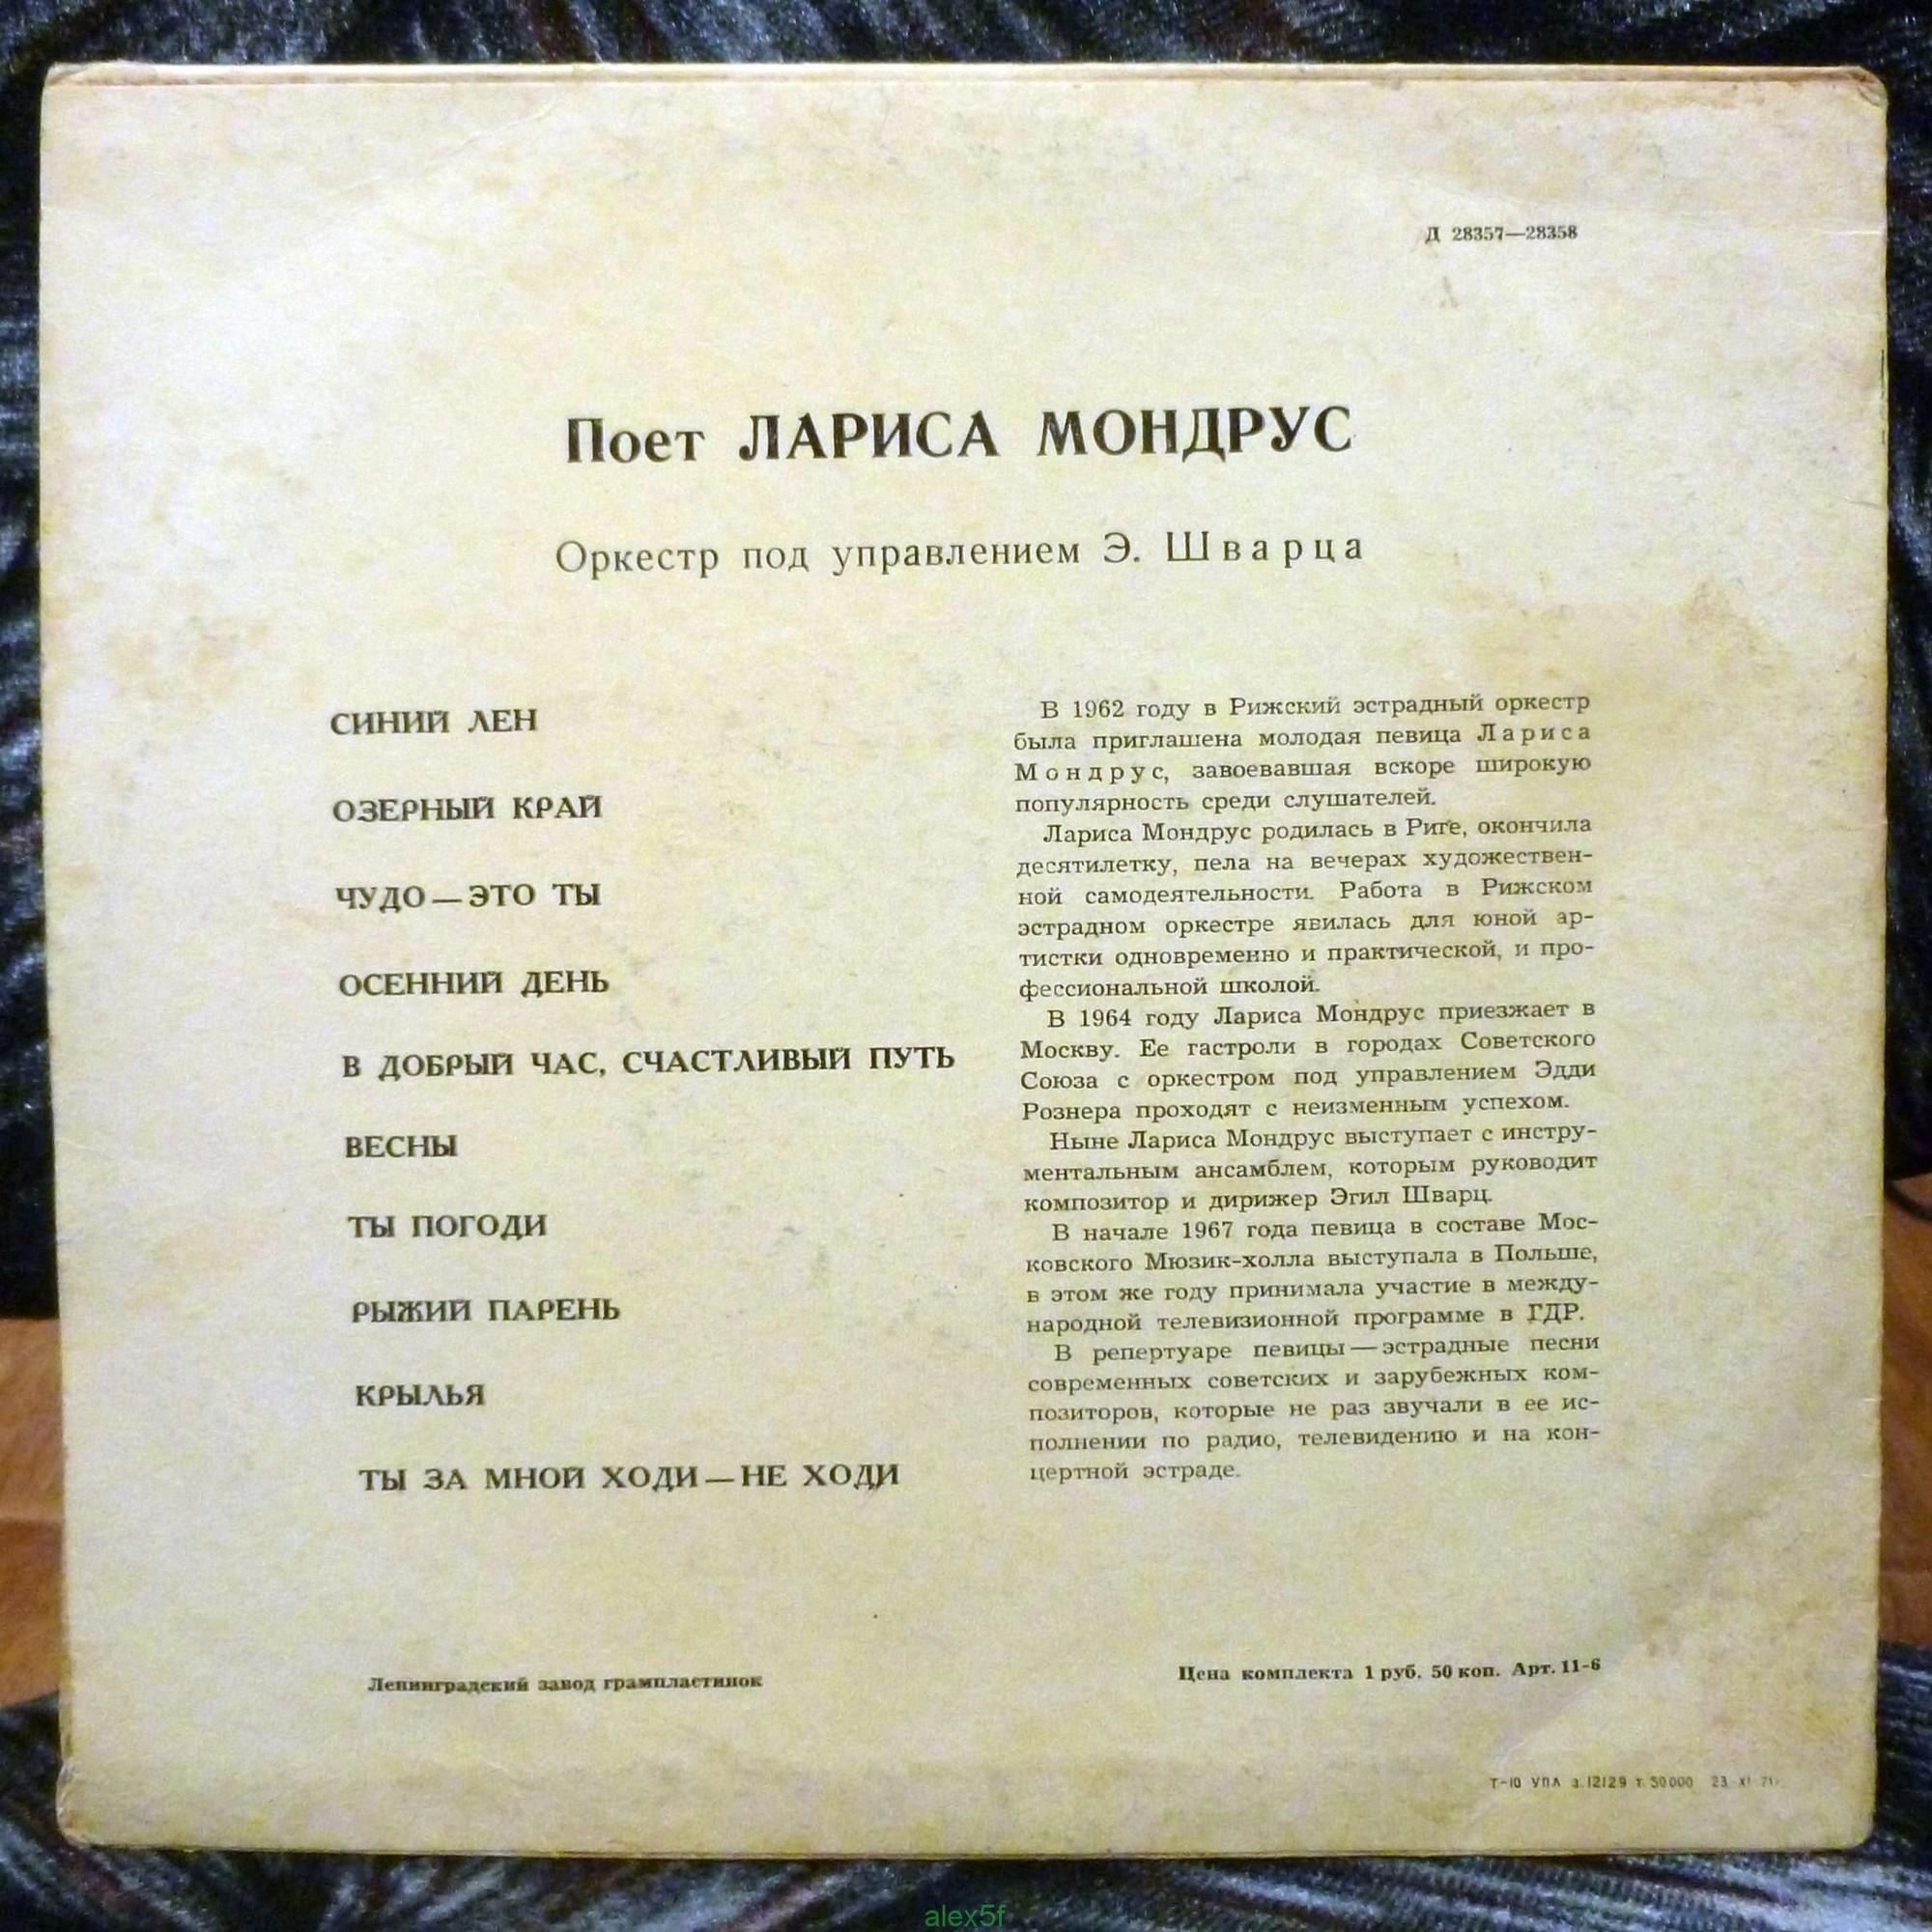 Д 28357—28358
Поет ЛАРИСА МОНДРУС
Оркестр под управлением Э. Шварца
СИНИЙ ЛЕН
ОЗЕРНЫЙ КРАЙ
ЧУДО — ЭТО ТЫ
ОСЕННИЙ ДЕНЬ
В ДОБРЫЙ ЧАС, СЧАСТЛИВЫЙ ПУТЬ
ВЕСНЫ
ТЫ ПОГОДИ
РЫЖИЙ ПАРЕНЬ
КРЫЛЬЯ
ТЫ ЗА МНОЙ ХОДИ — НЕ ХОДИ
В 1962 году в Рижский эстрадный оркестр
была приглашена молодая певица Лариса
Мондрус, завоевавшая вскоре широкую
популярность среди слушателей.
Лариса Мондрус родилась в Риге, окончила
десятилетку, пела на вечерах художествен-
ной самодеятельности. Работа в Рижском
эстрадном оркестре явилась для юной ар-
тистки одновременно и практической, и про-
фессиональной школой.
В 1964 году Лариса Мондрус приезжает в
Москву. Ее гастроли в городах Советского
Союза с оркестром под управлением Эдди
Рознера проходят с неизменным успехом.
Ныне Лариса Мондрус выступает с инстру-
ментальным ансамблем, которым руководит
композитор и дирижер Эгил Шварц.
В начале 1967 года певица в составе Мос-
ковского Мюзик-холла выступала в Польше,
в этом же году принимала участие в между-
народной телевизионной программе в ГДР.
В репертуаре певицы — эстрадные песни
современных советских и зарубежных ком-
позиторов, которые не раз звучали в ее ис-
полнении по радио, телевидению и на кон-
цертной эстраде.
Ленинградский завод грампластинок
Цена комплекта 1 руб. 50 коп. Арт. 11-6
Т-10 УПЛ з. 12129 т. 50000 23 XI 71
alex5f